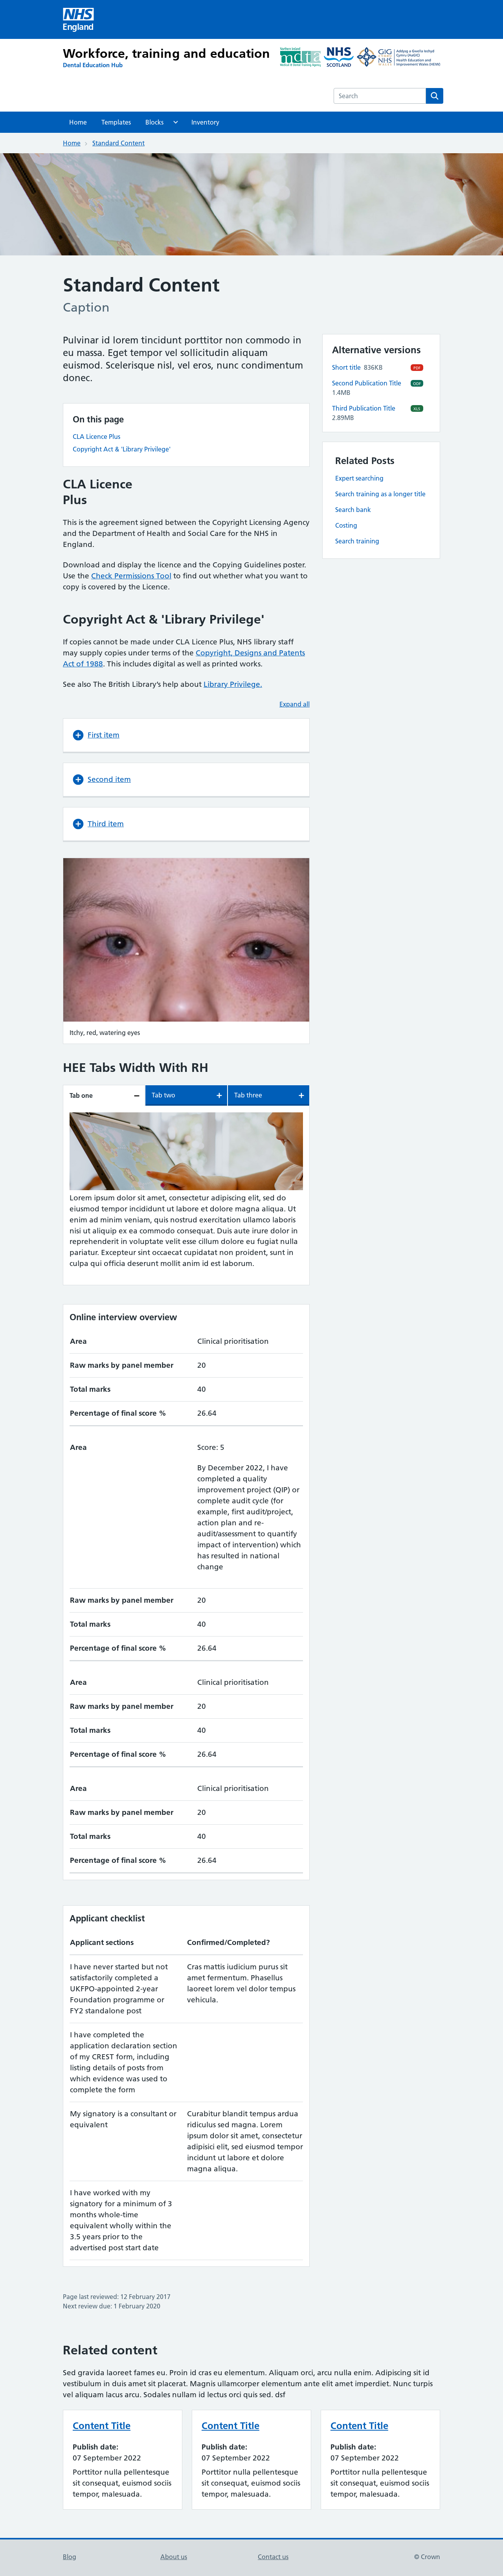 NHS
England
Workforce, training and education
Dental Education Hub
NHS
SCOTLAND
GIG
CYMRU
NHS
WALES
Addysg a Gwella Iechyd
Cymru (AaGIC)
Health Education and
Improvement Wales (HEIW)
Search
Home
Templates
Blocks
Inventory
Home
Standard Content
Standard Content
Caption
Pulvinar id lorem tincidunt porttitor non commodo in
eu massa. Eget tempor vel sollicitudin aliquam
euismod. Scelerisque nisl, vel eros, nunc condimentum
donec.
On this page
CLA Licence Plus
Copyright Act & 'Library Privilege'
CLA Licence
Plus
This is the agreement signed between the Copyright Licensing Agency
and the Department of Health and Social Care for the NHS in
England.
Download and display the licence and the Copying Guidelines poster.
Use the Check Permissions Tool to find out whether what you want to
copy is covered by the Licence.
Copyright Act & 'Library Privilege'
If copies cannot be made under CLA Licence Plus, NHS library staff
may supply copies under terms of the Copyright, Designs and Patents
Act of 1988. This includes digital as well as printed works.
See also The British Library's help about Library Privilege.
Expand all
First item
Second item
Third item
Itchy, red, watering eyes
HEE Tabs Width With RH
Tab one
Tab two
Tab three
Lorem ipsum dolor sit amet, consectetur adipiscing elit, sed do
eiusmod tempor incididunt ut labore et dolore magna aliqua. Ut
enim ad minim veniam, quis nostrud exercitation ullamco laboris
nisi ut aliquip ex ea commodo consequat. Duis aute irure dolor in
reprehenderit in voluptate velit esse cillum dolore eu fugiat nulla
pariatur. Excepteur sint occaecat cupidatat non proident, sunt in
culpa qui officia deserunt mollit anim id est laborum.
Online interview overview
Area
Clinical prioritisation
Raw marks by panel member
20
Total marks
40
Percentage of final score %
26.64
Area
Score: 5
By December 2022, I have
completed a quality
improvement project (QIP) or
complete audit cycle (for
example, first audit/project,
action plan and re-
audit/assessment to quantify
impact of intervention) which
has resulted in national
change
Raw marks by panel member
20
Total marks
40
Percentage of final score %
26.64
Area
Clinical prioritisation
Raw marks by panel member
20
Total marks
40
Percentage of final score %
26.64
Area
Clinical prioritisation
Raw marks by panel member
20
Total marks
40
Percentage of final score %
26.64
Applicant checklist
Applicant sections
Confirmed/Completed?
I have never started but not
satisfactorily completed a
UKFPO-appointed 2-year
Foundation programme or
FY2 standalone post
Cras mattis iudicium purus sit
amet fermentum. Phasellus
laoreet lorem vel dolor tempus
vehicula.
I have completed the
application declaration section
of my CREST form, including
listing details of posts from
which evidence was used to
complete the form
My signatory is a consultant or
equivalent
Curabitur blandit tempus ardua
ridiculus sed magna. Lorem
ipsum dolor sit amet, consectetur
adipisici elit, sed eiusmod tempor
incidunt ut labore et dolore
magna aliqua.
I have worked with my
signatory for a minimum of 3
months whole-time
equivalent wholly within the
3.5 years prior to the
advertised post start date
Page last reviewed: 12 February 2017
Next review due: 1 February 2020
Alternative versions
Short title 836KB
PDF
Second Publication Title
1.4MB
ODF
Third Publication Title
2.89MB
XLS
Related Posts
Expert searching
Search training as a longer title
Search bank
Costing
Search training
Related content
Sed gravida laoreet fames eu. Proin id cras eu elementum. Aliquam orci, arcu nulla enim. Adipiscing sit id
vestibulum in duis amet sit placerat. Magnis ullamcorper elementum ante elit amet imperdiet. Nunc turpis
vel aliquam lacus arcu. Sodales nullam id lectus orci quis sed. dsf
Content Title
Publish date:
07 September 2022
Porttitor nulla pellentesque
sit consequat, euismod sociis
tempor, malesuada.
Content Title
Publish date:
07 September 2022
Porttitor nulla pellentesque
sit consequat, euismod sociis
tempor, malesuada.
Content Title
Publish date:
07 September 2022
Porttitor nulla pellentesque
sit consequat, euismod sociis
tempor, malesuada.
Blog
About us
Contact us
© Crown